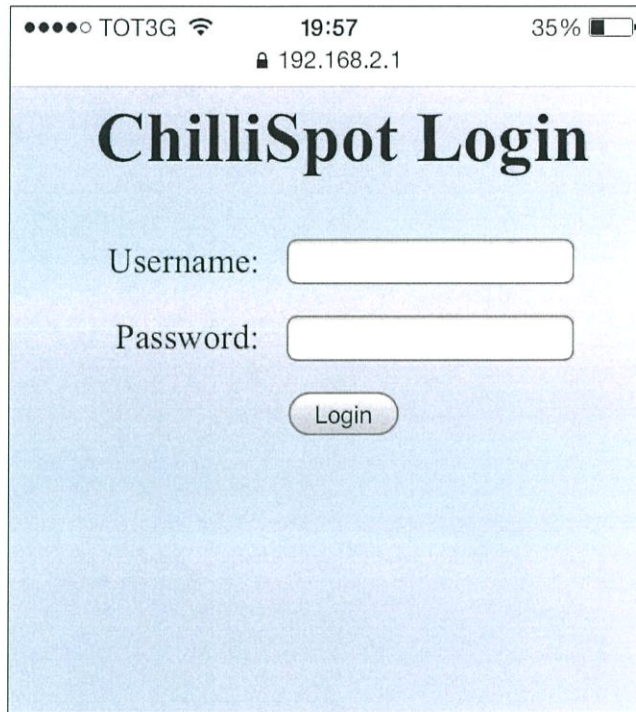 TOT3G 19:57 35%
192.168.2.1
ChilliSpot Login
Username:
Password:
Login